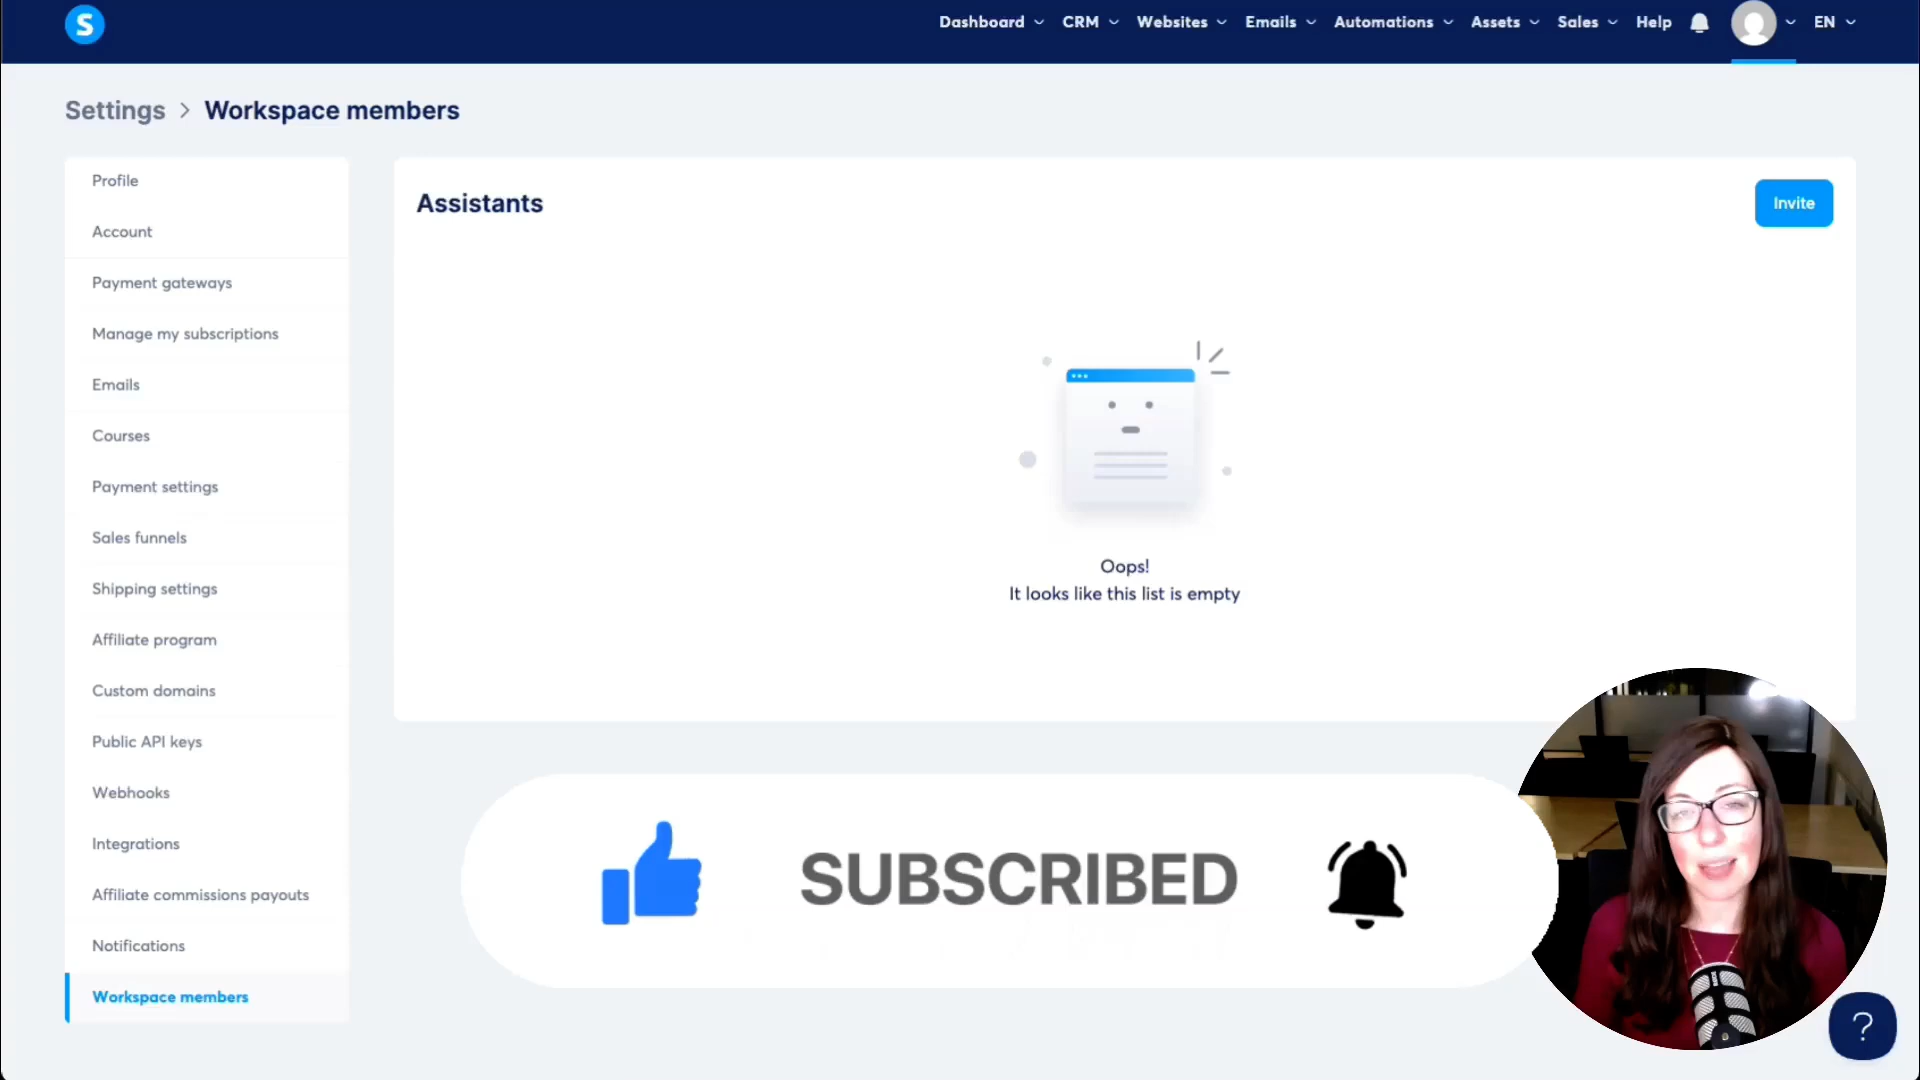 S
Dashboard
CRM
Websites
Emails
Automations
Assets
Sales
Help
EN
Settings > Workspace members
Profile
Account
Payment gateways
Manage my subscriptions
Emails
Courses
Payment settings
Sales funnels
Shipping settings
Affiliate program
Custom domains
Public API keys
Webhooks
Integrations
Affiliate commissions payouts
Notifications
Workspace members
Assistants
Invite
Oops!
It looks like this list is empty
SUBSCRIBED
?